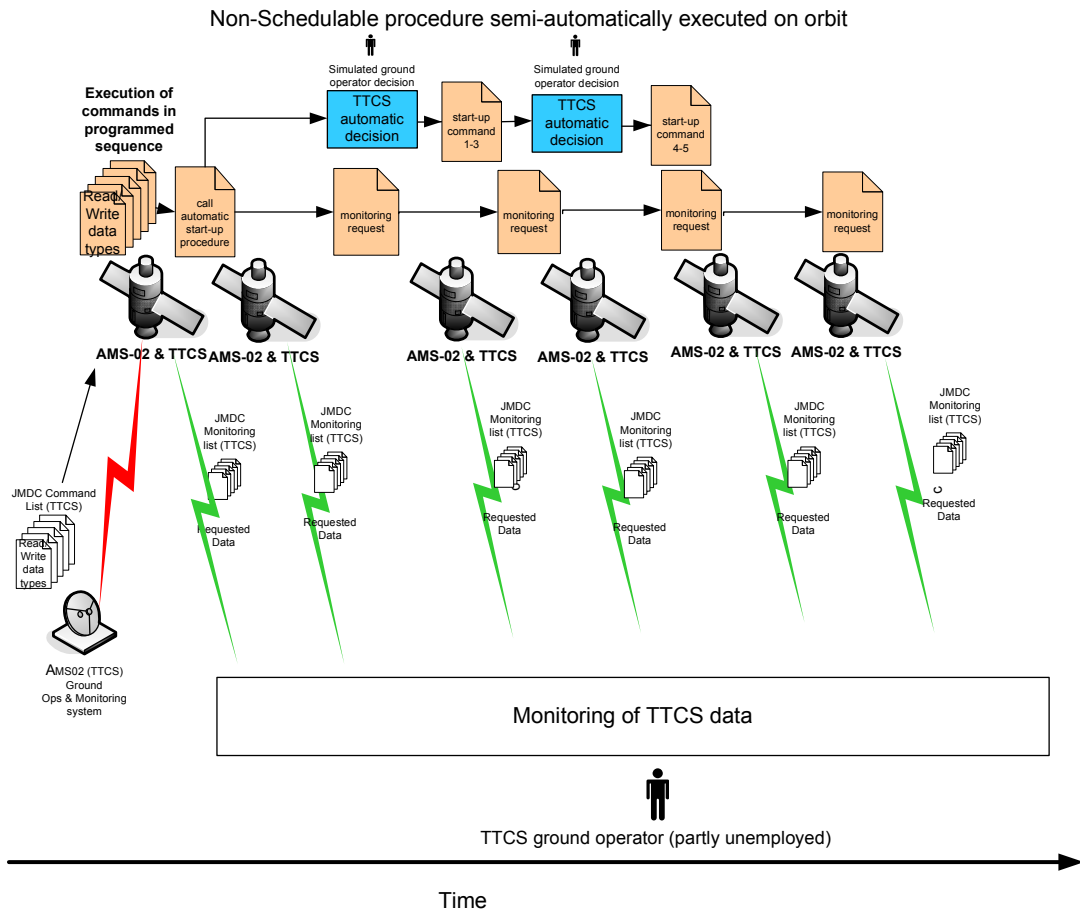 Non-Schedulable procedure semi-automatically executed on orbit
Simulated ground
operator decision
Simulated ground
operator decision
Execution of
commands in
programmed
sequence
TTCS
automatic
decision
start-up
command
1-3
TTCS
automatic
decision
start-up
command
4-5
Read/
Write
data
types
call
automatic
start-up
procedure
monitoring
request
monitoring
request
monitoring
request
monitoring
request
AMS-02 & TTCS
AMS-02 & TTCS
AMS-02 & TTCS
AMS-02 & TTCS
AMS-02 & TTCS
AMS-02 & TTCS
JMDC
Monitoring
list (TTCS)
JMDC
Monitoring
list (TTCS)
JMDC
Monitoring
list (TTCS)
JMDC
Monitoring
list (TTCS)
JMDC
Monitoring
list (TTCS)
JMDC
Monitoring
list (TTCS)
Requested
Data
Requested
Data
C
Requested
Data
Requested
Data
Requested
Data
C
Requested
Data
JMDC Command
List (TTCS)
Read/
Write
data
types
AMS02 (TTCS)
Ground
Ops & Monitoring
system
Monitoring of TTCS data
TTCS ground operator (partly unemployed)
Time